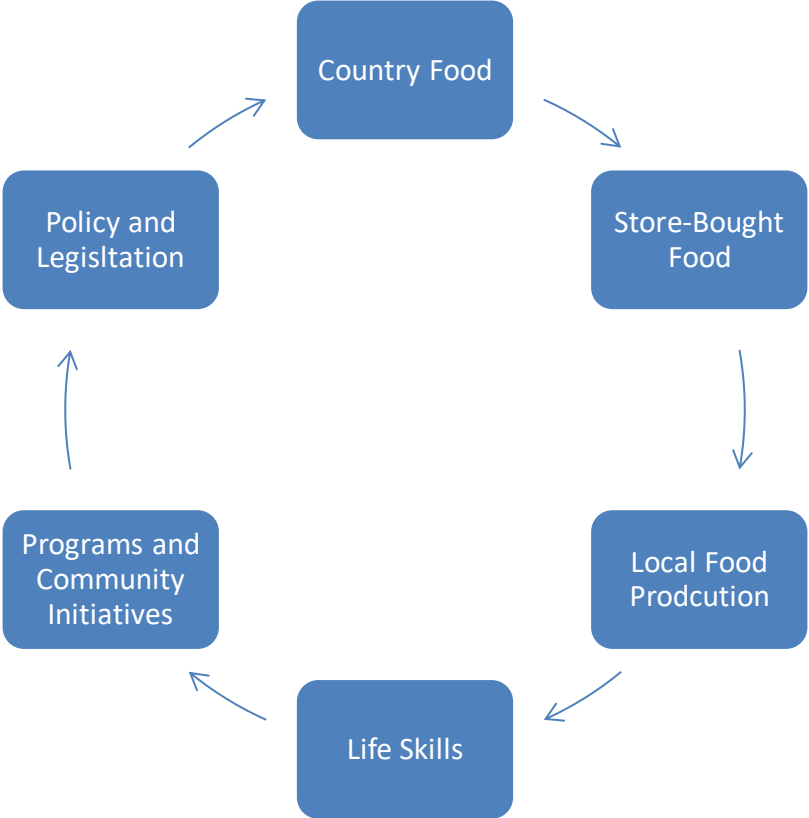 Country Food
Store-Bought
Food
Local Food
Prodcution
Life Skills
Programs and
Community
Initiatives
Policy and
Legisltation